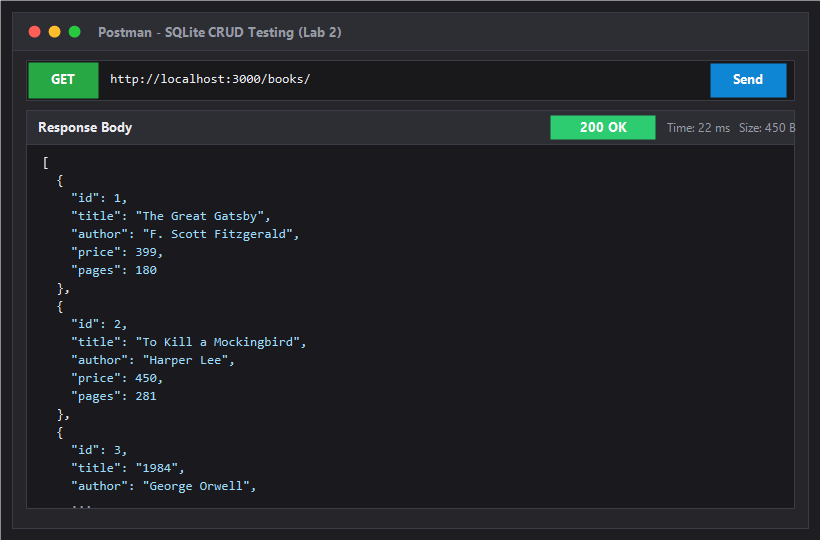 Postman - SQLite CRUD Testing (Lab 2)
GET http://localhost:3000/books/ Send
Response Body 200 OK Time: 22 ms Size: 450 B
[
  {
    "id": 1,
    "title": "The Great Gatsby",
    "author": "F. Scott Fitzgerald",
    "price": 399,
    "pages": 180
  },
  {
    "id": 2,
    "title": "To Kill a Mockingbird",
    "author": "Harper Lee",
    "price": 450,
    "pages": 281
  },
  {
    "id": 3,
    "title": "1984",
    "author": "George Orwell",
    ...